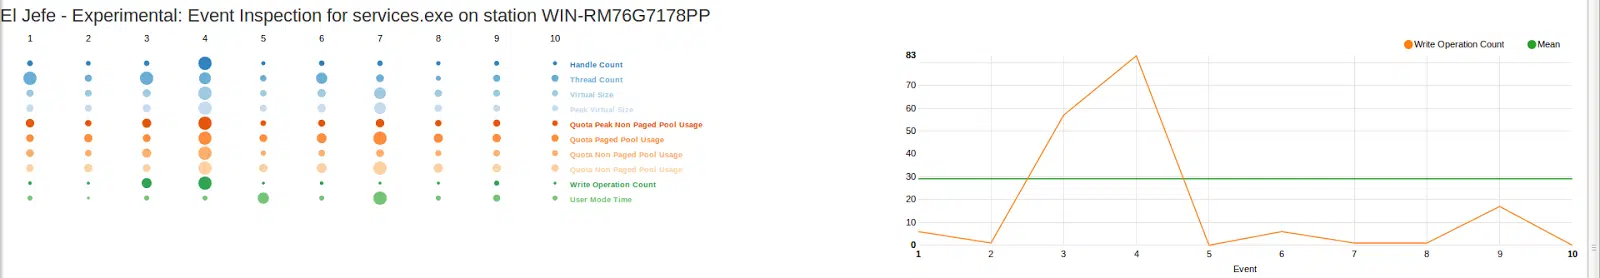 El Jefe - Experimental: Event Inspection for services.exe on station WIN-RM76G7178PP
1 2 3 4 5 6 7 8 9 10
Handle Count
Thread Count
Virtual Size
Peak Virtual Size
Quota Peak Non Paged Pool Usage
Quota Paged Pool Usage
Quota Non Paged Pool Usage
Quota Non Paged Pool Usage
Write Operation Count
User Mode Time
Write Operation Count Mean
83
70
60
50
40
30
20
10
0
1 2 3 4 5 6 7 8 9 10
Event